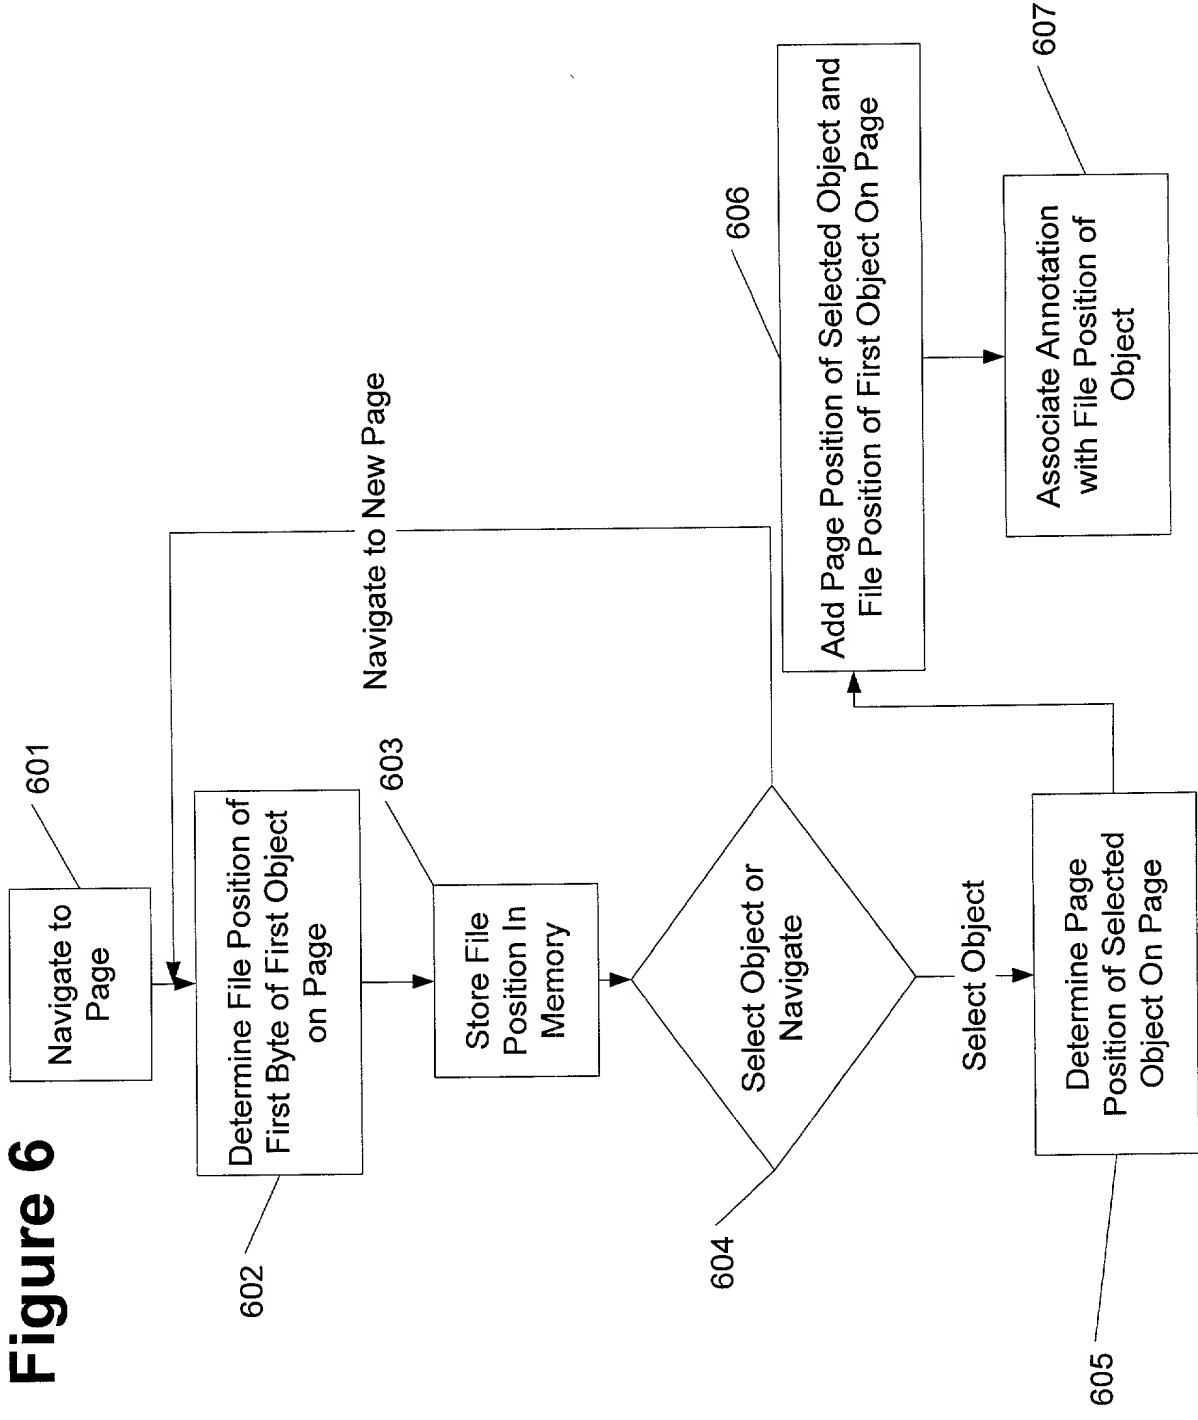 Figure 6
601
Navigate to
Page
602
Determine File Position of
First Byte of First Object
on Page
Navigate to New Page
603
Store File
Position In
Memory
604
Select Object or
Navigate
Select Object
605
Determine Page
Position of Selected
Object On Page
606
Add Page Position of Selected Object and
File Position of First Object On Page
607
Associate Annotation
with File Position of
Object